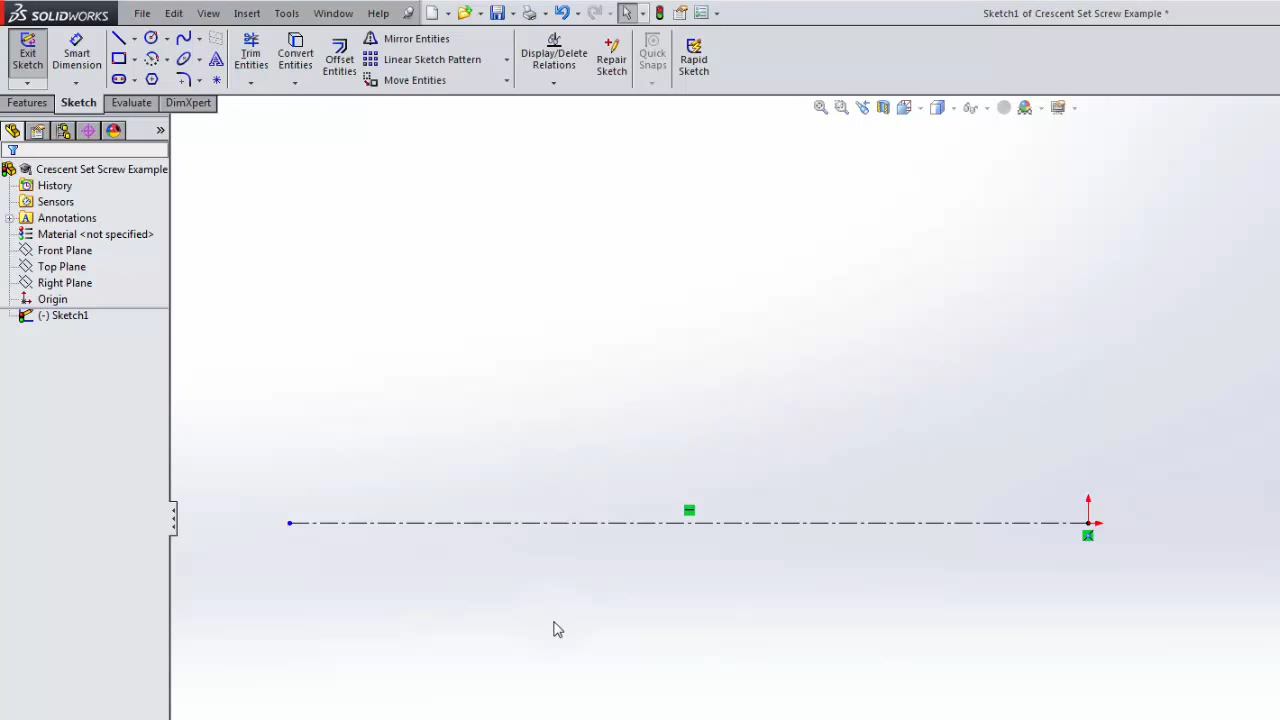 SOLIDWORKS File Edit View Insert Tools Window Help Sketch1 of Crescent Set Screw Example *
Exit Sketch
Smart Dimension
Trim Entities
Convert Entities
Offset Entities
Mirror Entities
Linear Sketch Pattern
Move Entities
Display/Delete Relations
Repair Sketch
Quick Snaps
Rapid Sketch
Features Sketch Evaluate DimXpert
»
Crescent Set Screw Example
History
Sensors
A Annotations
Material <not specified>
Front Plane
Top Plane
Right Plane
Origin
(-) Sketch1